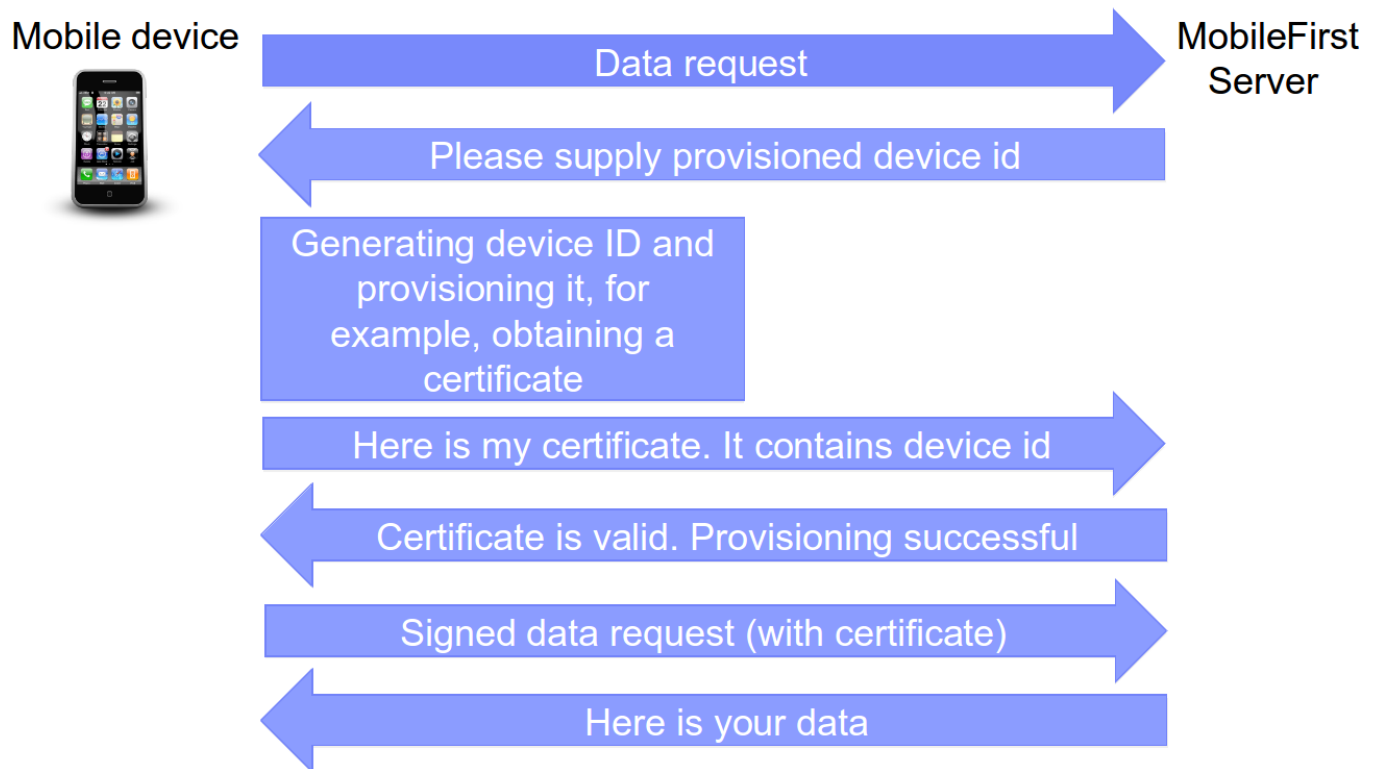 Mobile device
Data request
MobileFirst
Server
Please supply provisioned device id
Generating device ID and
provisioning it, for
example, obtaining a
certificate
Here is my certificate. It contains device id
Certificate is valid. Provisioning successful
Signed data request (with certificate)
Here is your data